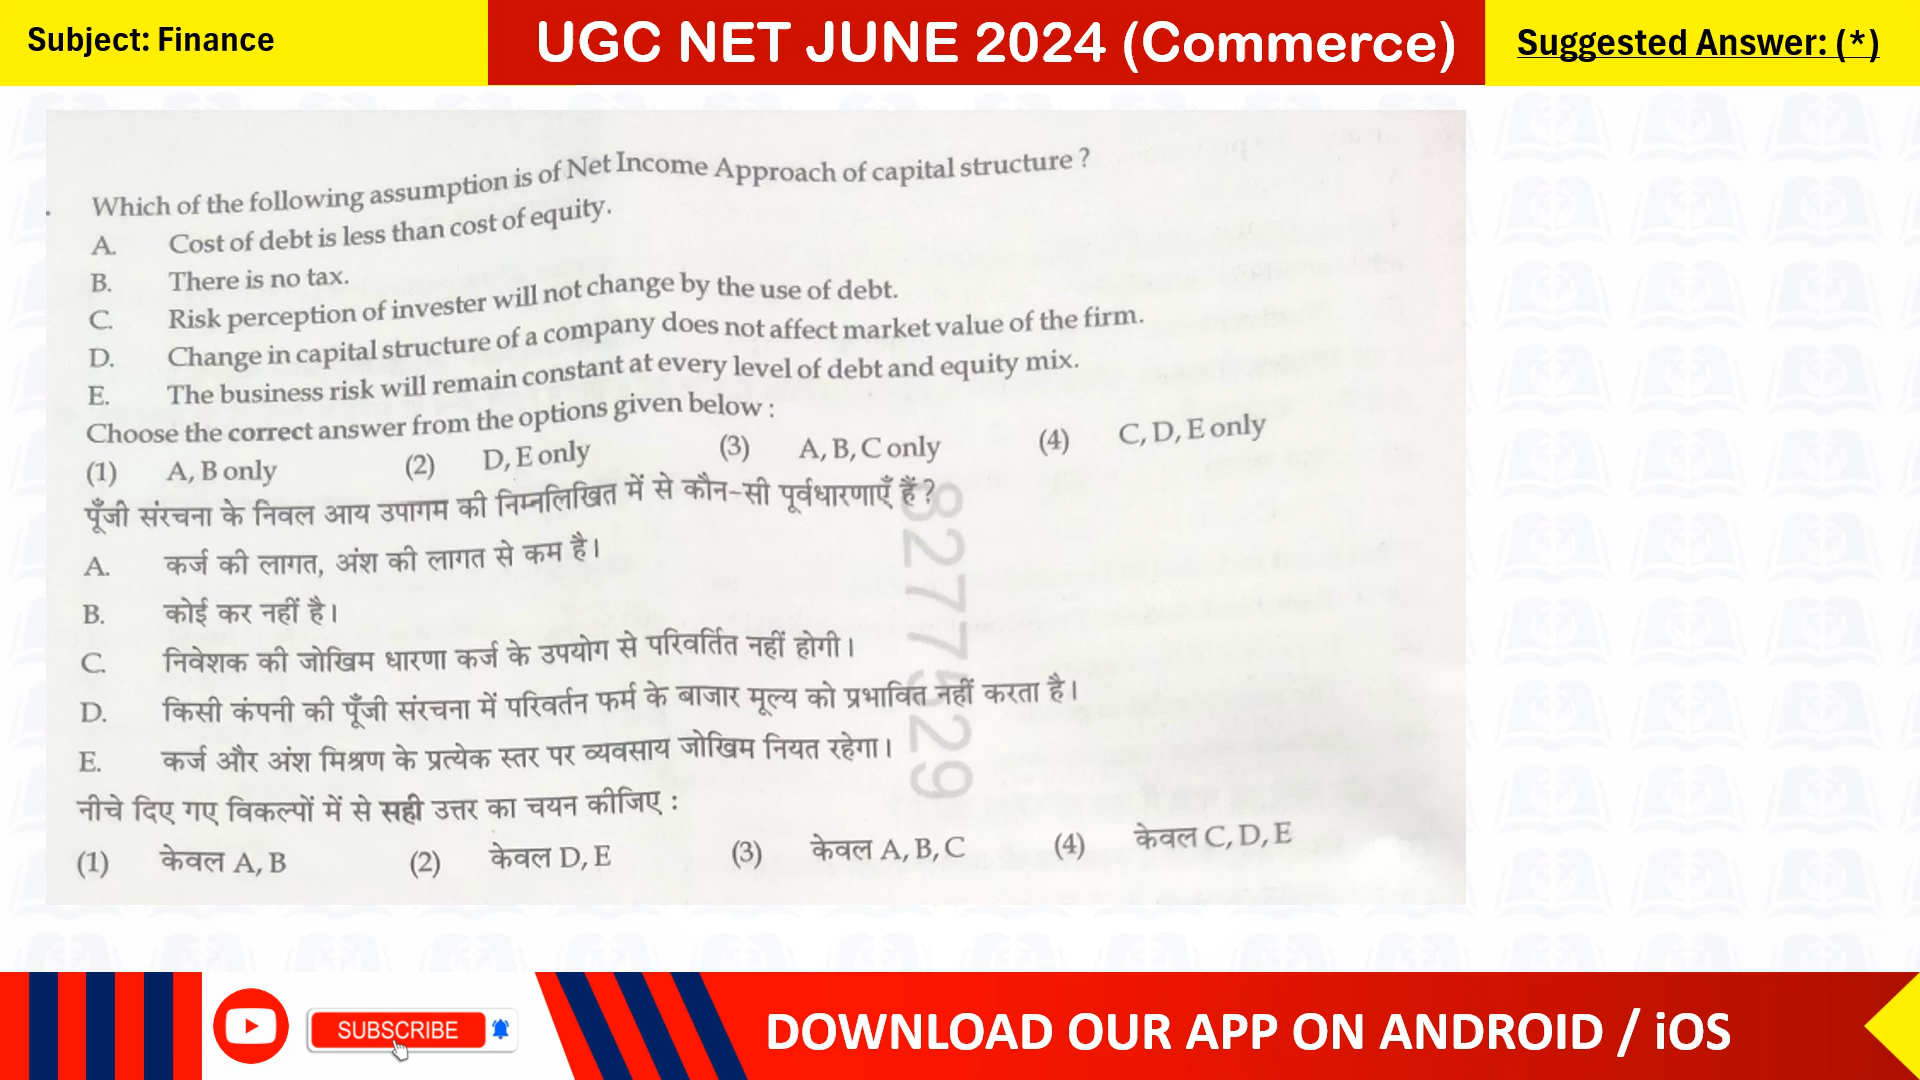 Subject: Finance
UGC NET JUNE 2024 (Commerce)
Suggested Answer: (*)
Which of the following assumption is of Net Income Approach of capital structure ?
A. Cost of debt is less than cost of equity.
B. There is no tax.
C. Risk perception of invester will not change by the use of debt.
D. Change in capital structure of a company does not affect market value of the firm.
E. The business risk will remain constant at every level of debt and equity mix.
Choose the correct answer from the options given below :
(1) A, B only (2) D, E only (3) A, B, C only (4) C, D, E only
पूँजी संरचना के निवल आय उपागम की निम्नलिखित में से कौन-सी पूर्वधारणाएँ हैं ?
A. कर्ज की लागत, अंश की लागत से कम है।
B. कोई कर नहीं है।
C. निवेशक की जोखिम धारणा कर्ज के उपयोग से परिवर्तित नहीं होगी।
D. किसी कंपनी की पूँजी संरचना में परिवर्तन फर्म के बाजार मूल्य को प्रभावित नहीं करता है।
E. कर्ज और अंश मिश्रण के प्रत्येक स्तर पर व्यवसाय जोखिम नियत रहेगा।
नीचे दिए गए विकल्पों में से सही उत्तर का चयन कीजिए :
(1) केवल A, B (2) केवल D, E (3) केवल A, B, C (4) केवल C, D, E
8277529
SUBSCRIBE
DOWNLOAD OUR APP ON ANDROID / iOS